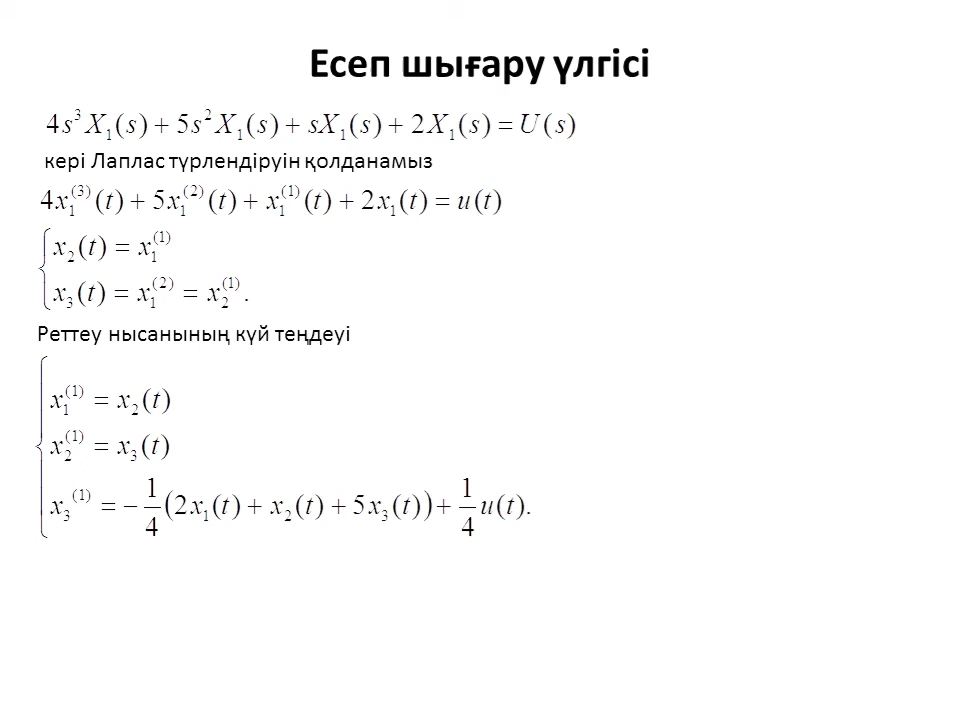 Есеп шығару үлгісі
4s³X₁(s) + 5s²X₁(s) + sX₁(s) + 2X₁(s) = U(s)
кері Лаплас түрлендіруін қолданамыз
4x₁⁽³⁾(t) + 5x₁⁽²⁾(t) + x₁⁽¹⁾(t) + 2x₁(t) = u(t)
x₂(t) = x₁⁽¹⁾
x₃(t) = x₁⁽²⁾ = x₂⁽¹⁾.
Реттеу нысанының күй теңдеуі
x₁⁽¹⁾ = x₂(t)
x₂⁽¹⁾ = x₃(t)
x₃⁽¹⁾ = −1/4(2x₁(t) + x₂(t) + 5x₃(t)) + 1/4 u(t).